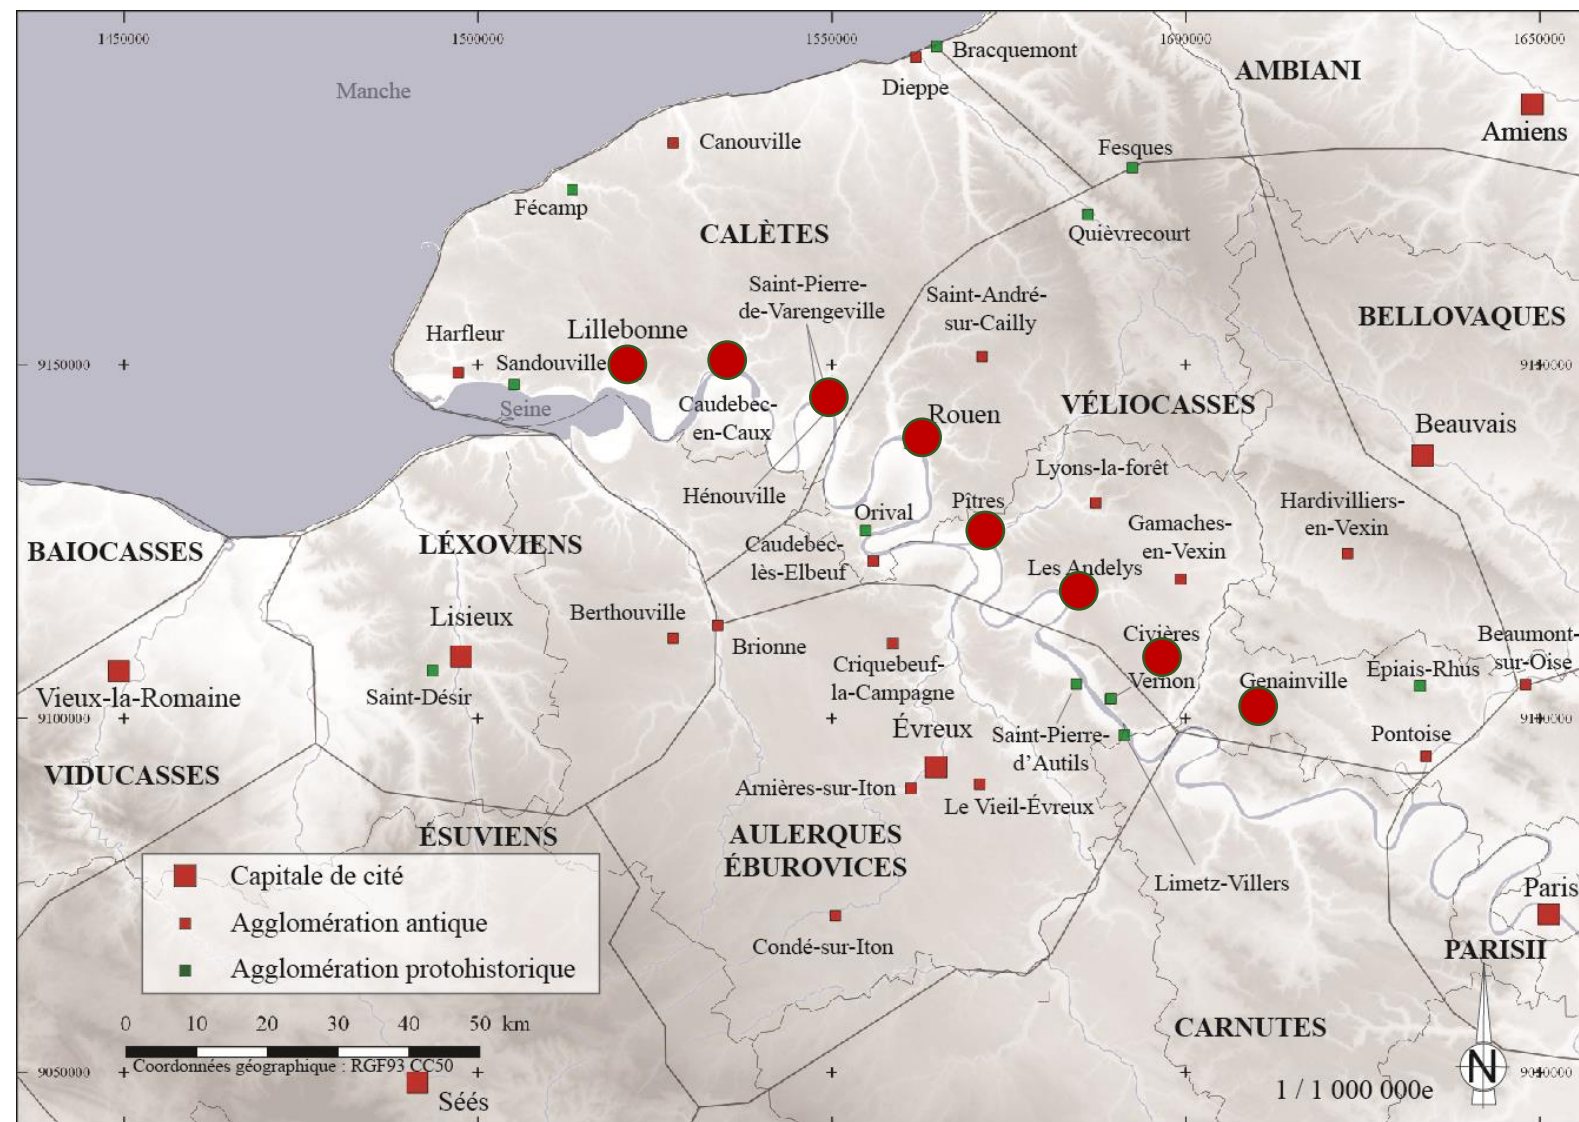 1450000
1500000
1550000
1600000
1650000
Manche
Bracquemont
Dieppe
AMBIANI
Amiens
Canouville
Fesques
Fécamp
Quièvrecourt
CALÈTES
Saint-Pierre-
de-Varengeville
Saint-André-
sur-Cailly
BELLOVAQUES
Harfleur
Lillebonne
Sandouville
9150000
9150000
Seine
Caudebec-
en-Caux
Rouen
VÉLIOCASSES
Beauvais
Lyons-la-forêt
Hénouville
Orival
Pîtres
Hardivilliers-
en-Vexin
Gamaches-
en-Vexin
BAIOCASSES
LÉXOVIENS
Caudebec-
lès-Elbeuf
Les Andelys
Berthouville
Lisieux
Brionne
Civières
Beaumont-
sur-Oise
Criquebeuf-
la-Campagne
Vernon
Genainville
Épiais-Rhus
Vieux-la-Romaine
Saint-Désir
9100000
9100000
Évreux
Saint-Pierre-
d’Autils
Pontoise
VIDUCASSES
Arnières-sur-Iton
Le Vieil-Évreux
ÉSUVIENS
AULERQUES
ÉBUROVICES
Limetz-Villers
Paris
Capitale de cité
Agglomération antique
Agglomération protohistorique
Condé-sur-Iton
PARISII
0 10 20 30 40 50 km
CARNUTES
Coordonnées géographique : RGF93 CC50
9050000
9050000
N
1 / 1 000 000e
Séés